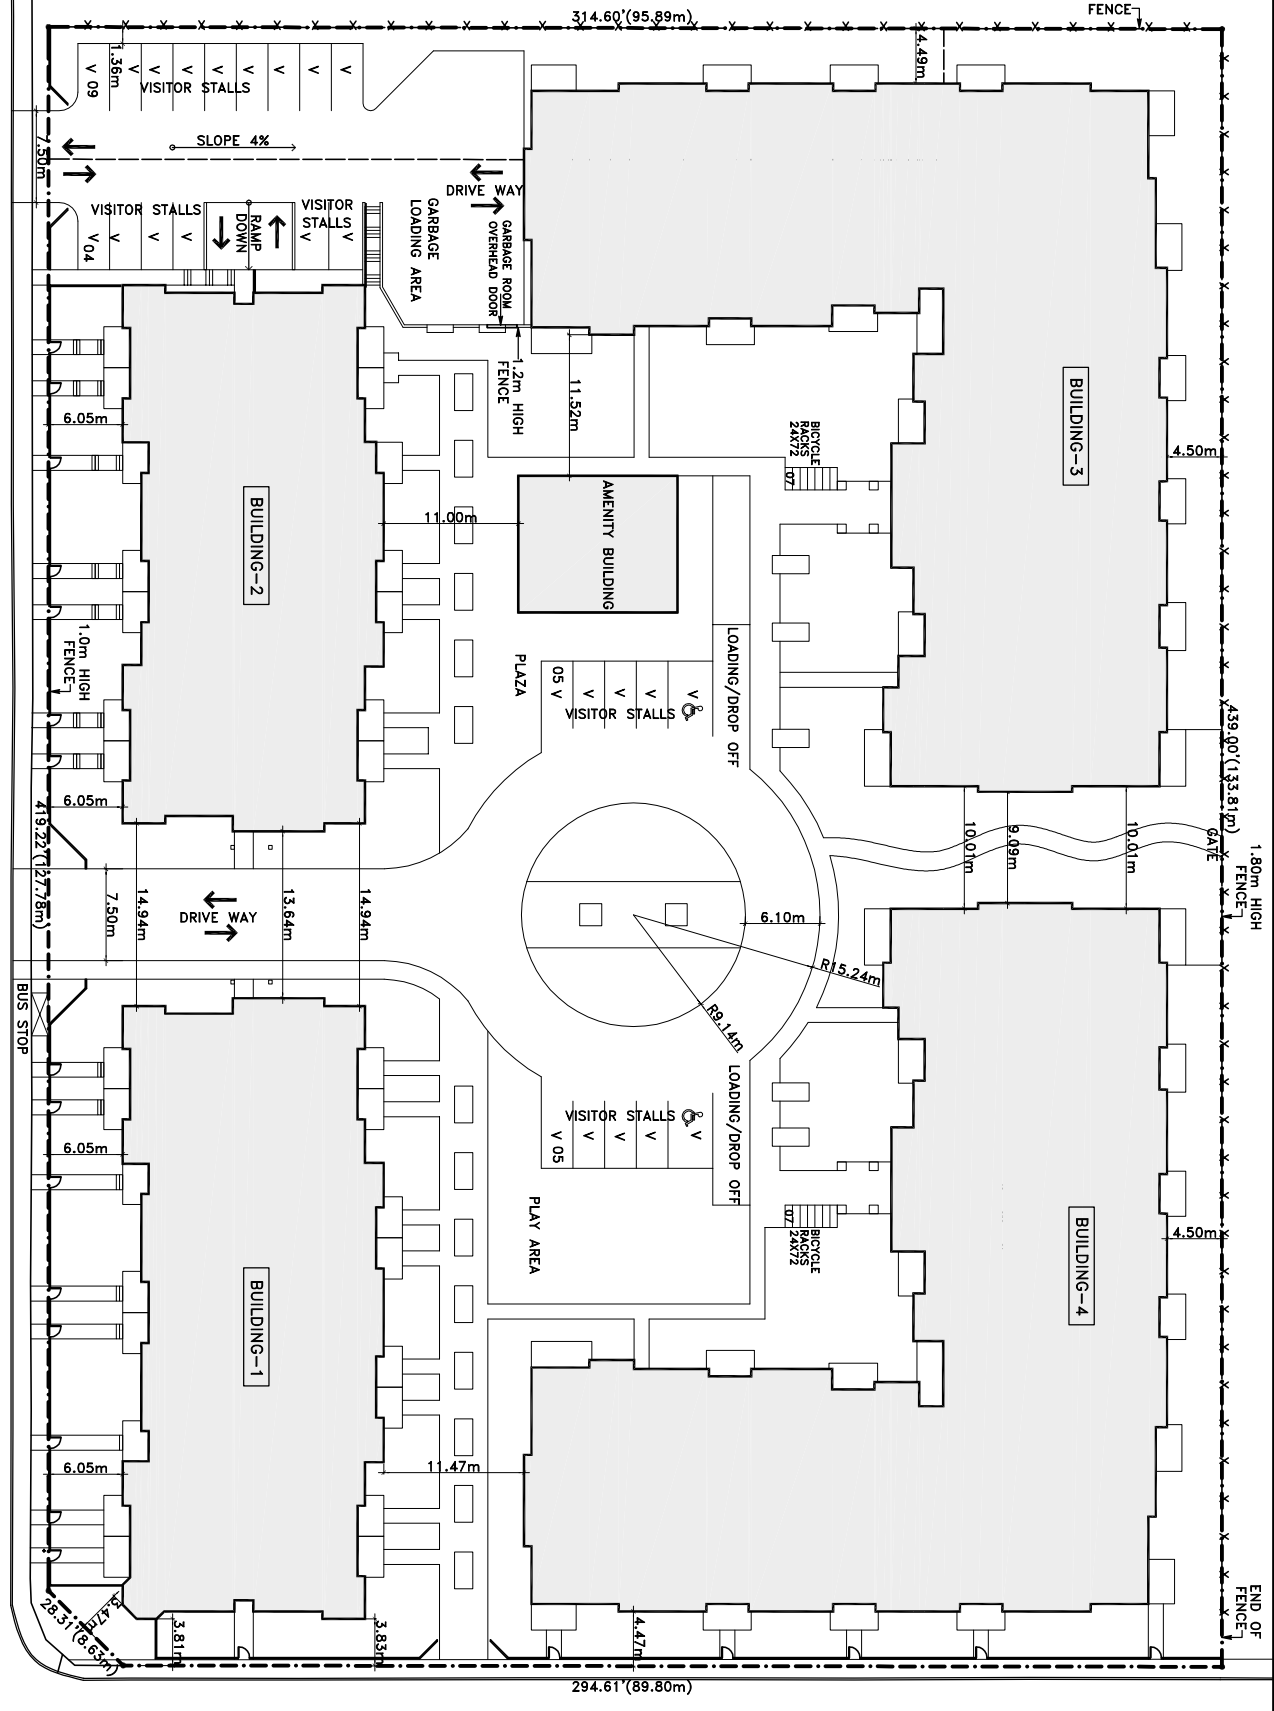 314.60'(95.89m)
FENCE
1.36m
4.49m
V V V V V V V V
V 09
VISITOR STALLS
7.50m
SLOPE 4%
DRIVE WAY
VISITOR STALLS
VISITOR
STALLS
RAMP
DOWN
V 04
V V V V V
GARBAGE
LOADING AREA
GARBAGE ROOM
OVERHEAD DOOR
1.2m HIGH
FENCE
11.52m
BUILDING-3
6.05m
BICYCLE
RACKS
24X72
07
4.50m
BUILDING-2
11.00m
AMENITY BUILDING
1.0m HIGH
FENCE
PLAZA
05 V V V V V
VISITOR STALLS
LOADING/DROP OFF
439.00'(133.81m)
6.05m
419.22'(127.78m)
10.01m
9.09m
10.01m
GATE
1.80m HIGH
FENCE
7.50m
14.94m
DRIVE WAY
13.64m
14.94m
6.10m
R15.24m
R9.14m
BUS STOP
LOADING/DROP OFF
VISITOR STALLS
V 05 V V V V
6.05m
PLAY AREA
07
BICYCLE
RACKS
24X72
4.50m
BUILDING-4
BUILDING-1
6.05m
11.47m
END OF
FENCE
28.31'(8.63m)
3.81m
3.83m
4.47m
294.61'(89.80m)